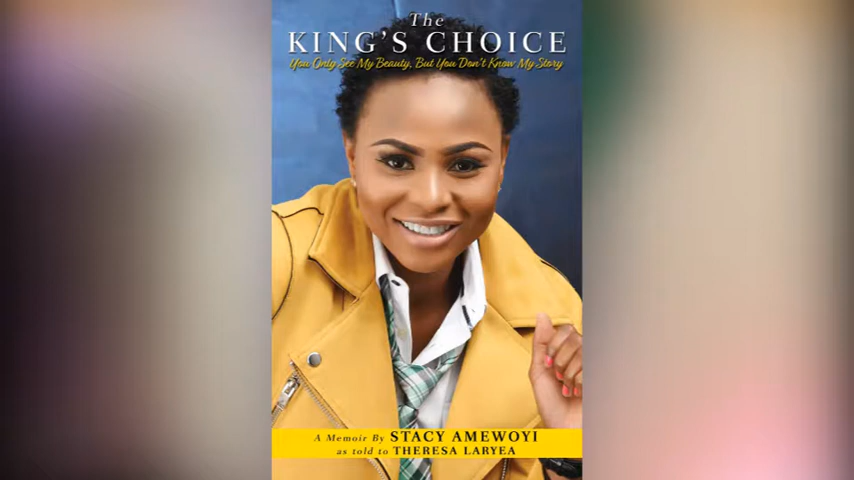 The
KING'S CHOICE
You Only See My Beauty, But You Don't Know My Story
A Memoir By STACY AMEWOYI
as told to THERESA LARYEA